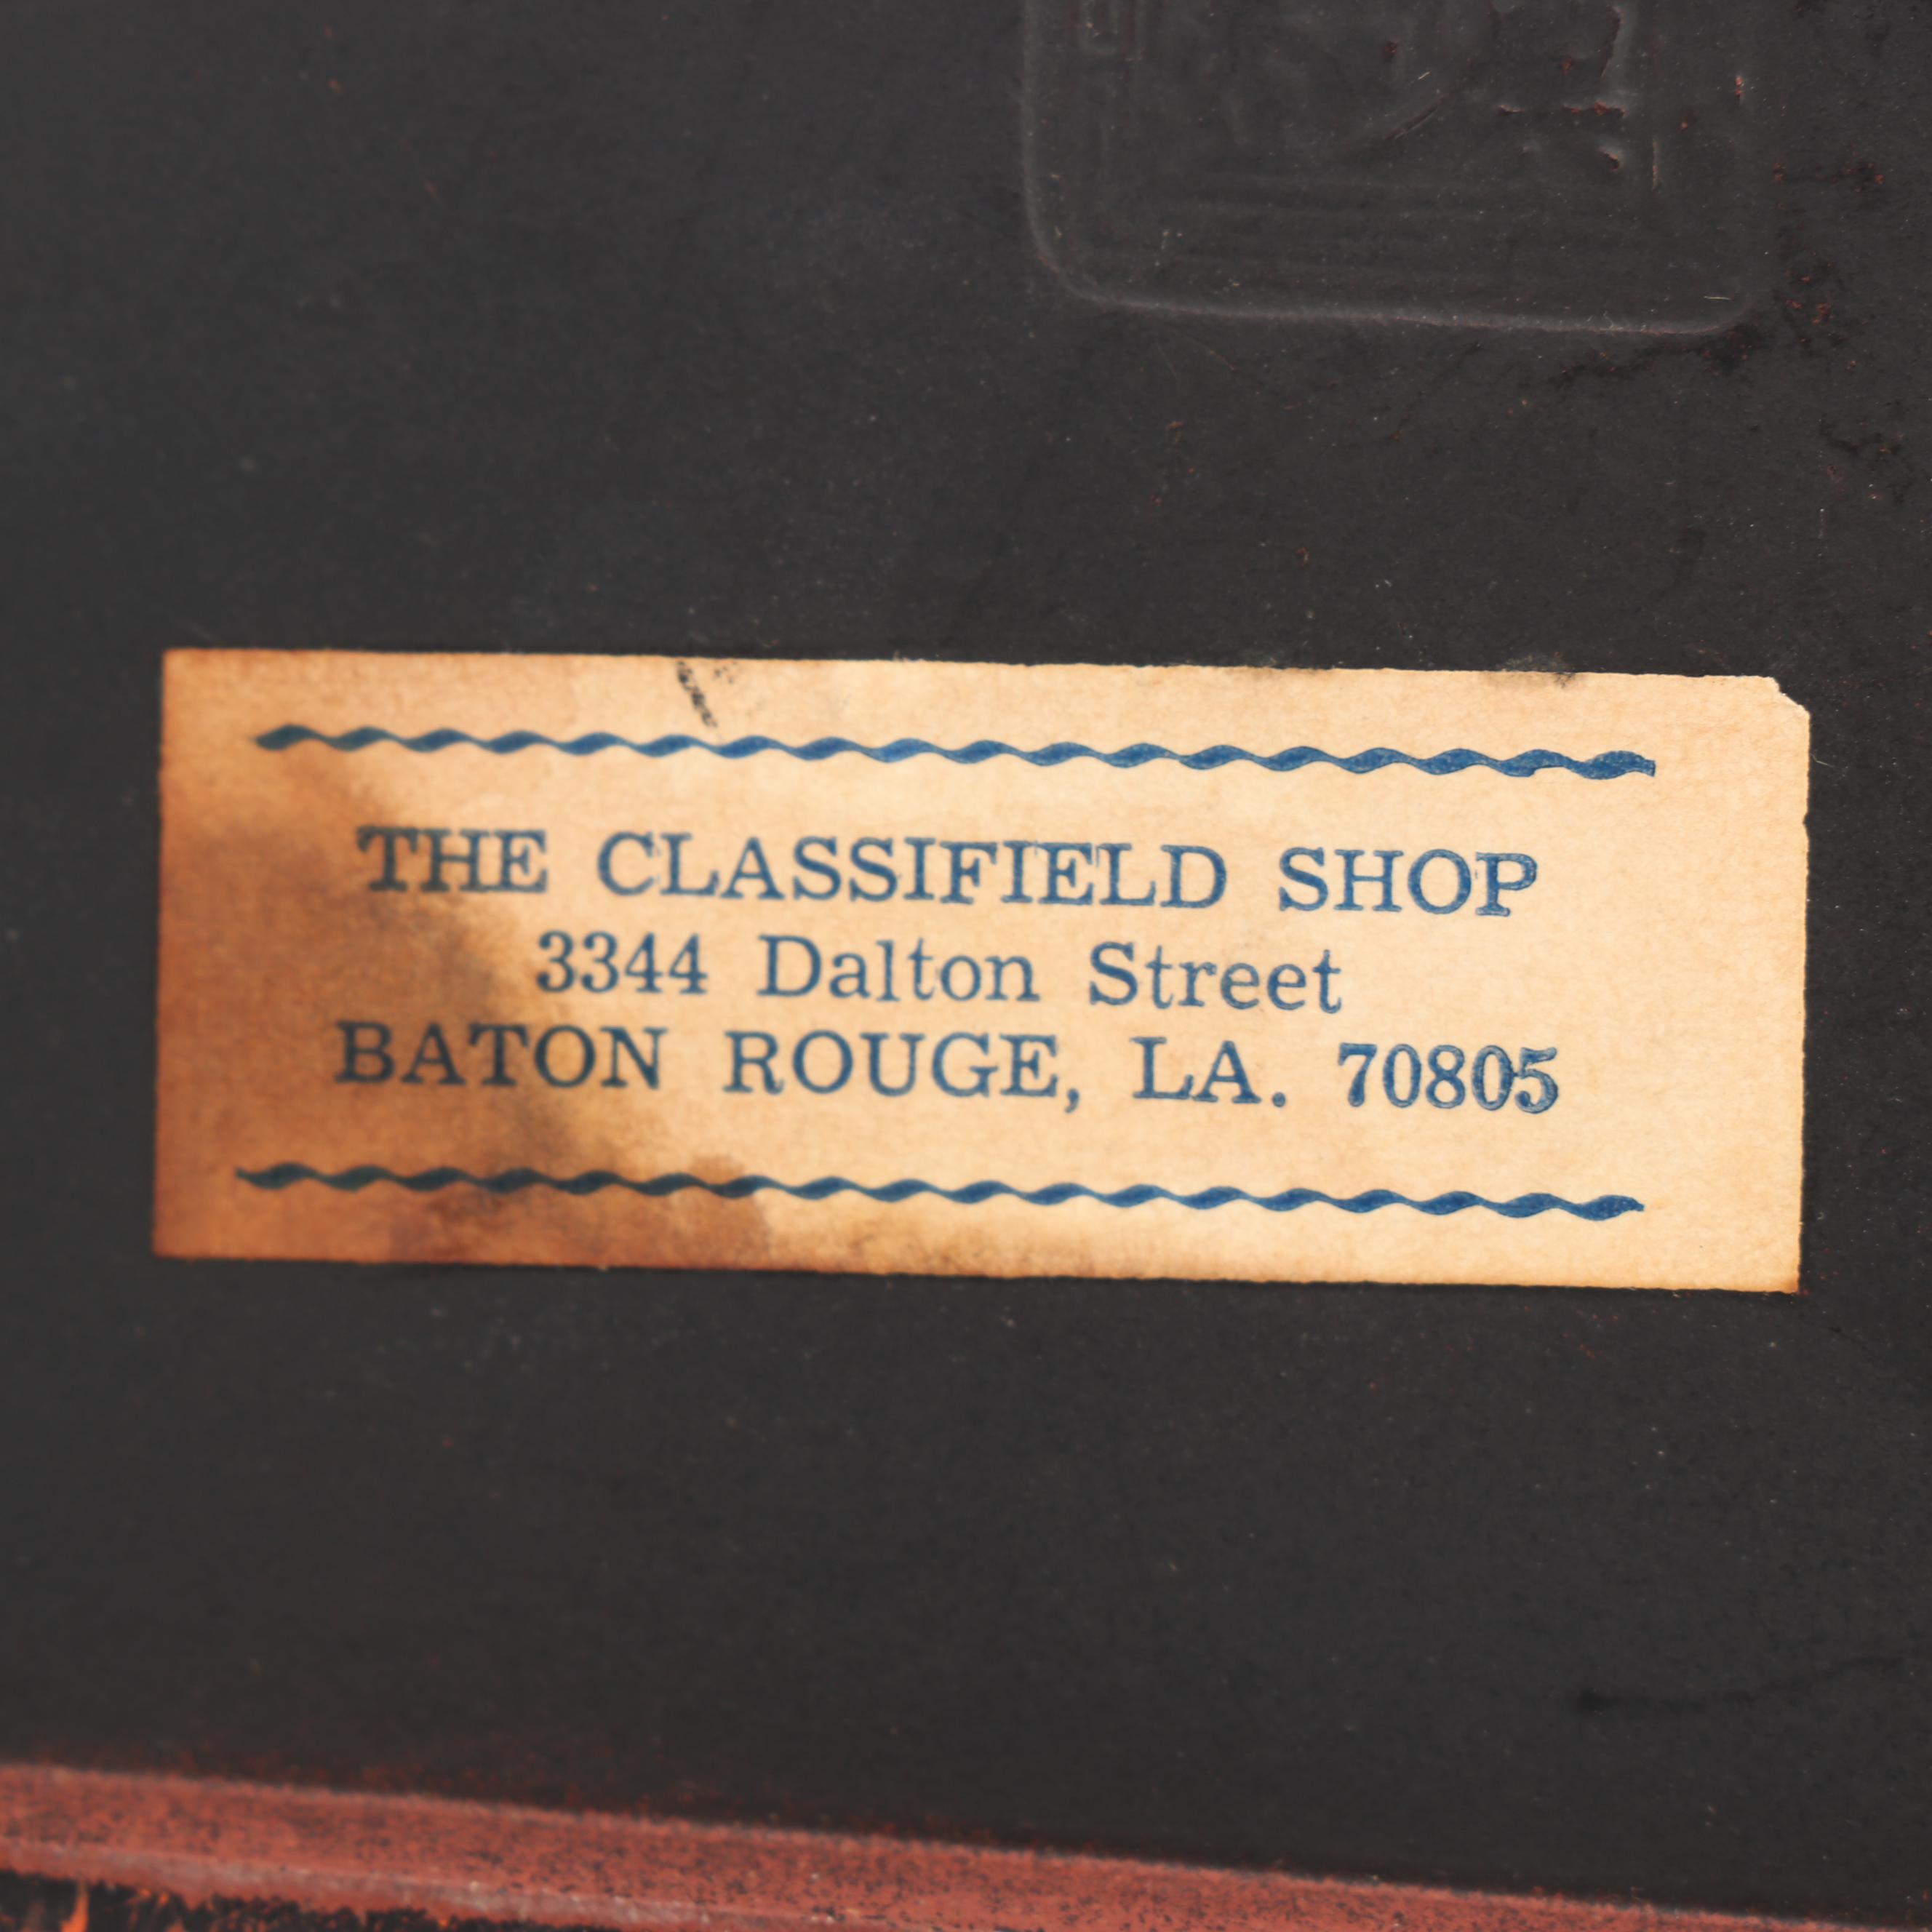 THE CLASSIFIELD SHOP
3344 Dalton Street
BATON ROUGE, LA. 70805